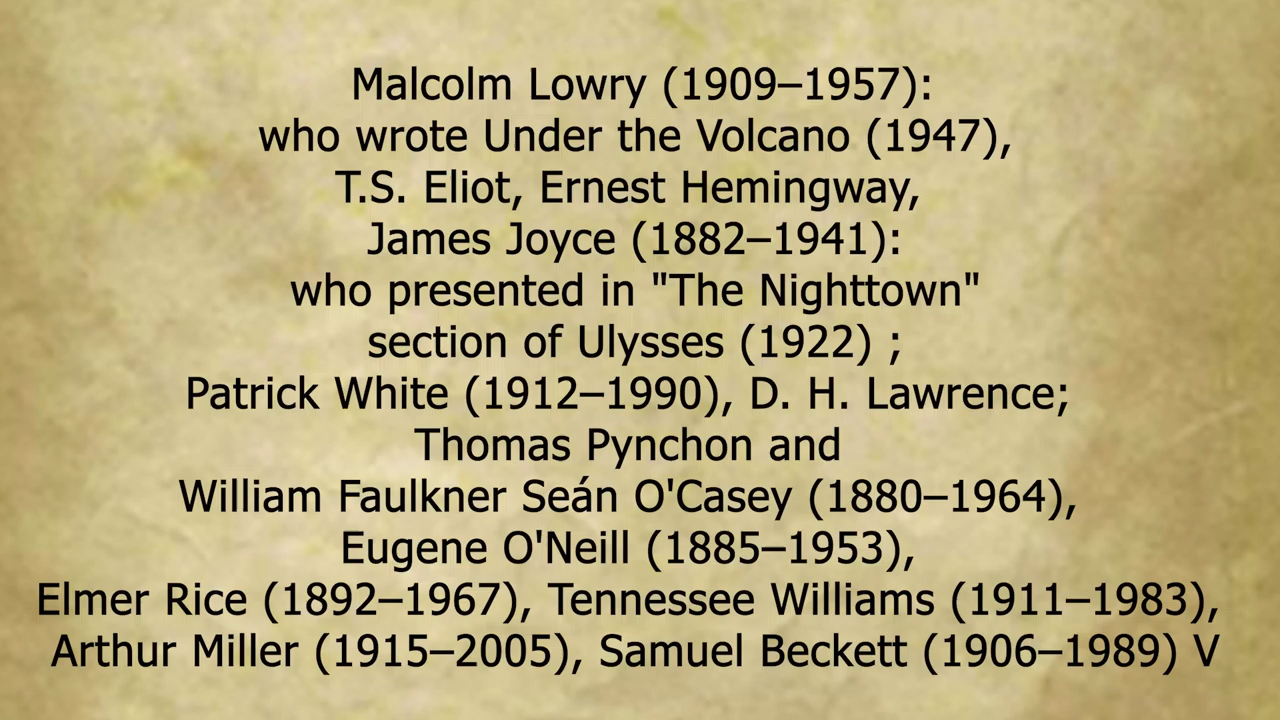 Malcolm Lowry (1909–1957):
who wrote Under the Volcano (1947),
T.S. Eliot, Ernest Hemingway,
James Joyce (1882–1941):
who presented in "The Nighttown"
section of Ulysses (1922) ;
Patrick White (1912–1990), D. H. Lawrence;
Thomas Pynchon and
William Faulkner Seán O'Casey (1880–1964),
Eugene O'Neill (1885–1953),
Elmer Rice (1892–1967), Tennessee Williams (1911–1983),
Arthur Miller (1915–2005), Samuel Beckett (1906–1989) V